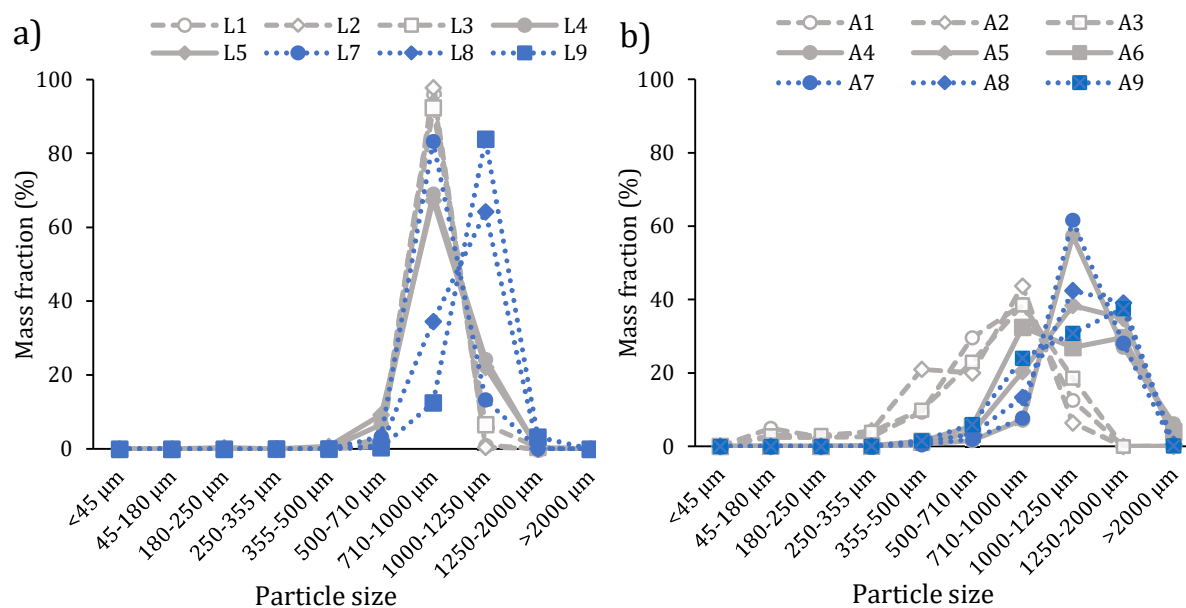 a)
L1 L2 L3 L4
L5 L7 L8 L9
100
80
60
40
20
0
Mass fraction (%)
<45 µm
45-180 µm
180-250 µm
250-355 µm
355-500 µm
500-710 µm
710-1000 µm
1000-1250 µm
1250-2000 µm
>2000 µm
Particle size
b)
A1 A2 A3
A4 A5 A6
A7 A8 A9
100
80
60
40
20
0
Mass fraction (%)
<45 µm
45-180 µm
180-250 µm
250-355 µm
355-500 µm
500-710 µm
710-1000 µm
1000-1250 µm
1250-2000 µm
>2000 µm
Particle size